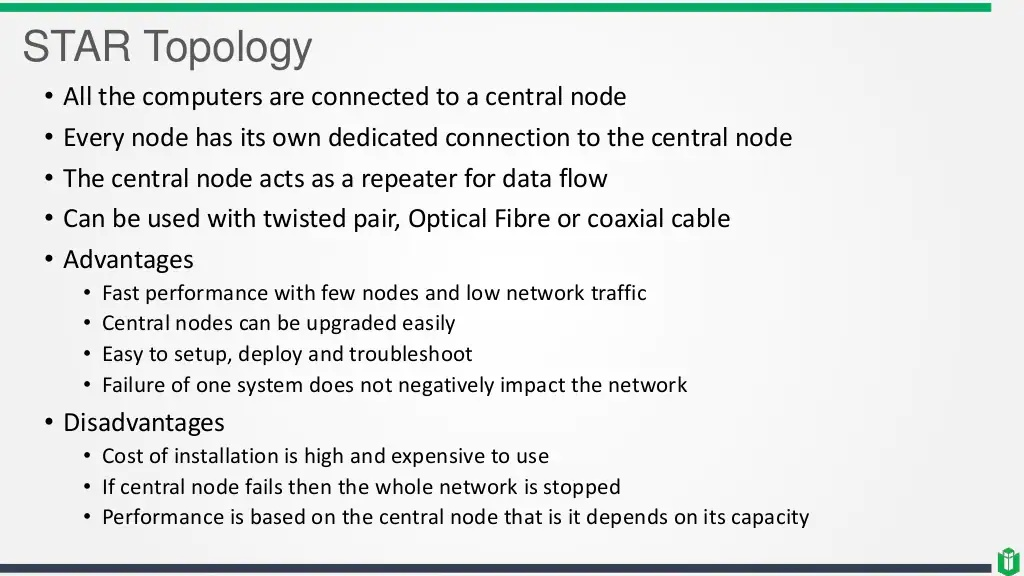 STAR Topology
• All the computers are connected to a central node
• Every node has its own dedicated connection to the central node
• The central node acts as a repeater for data flow
• Can be used with twisted pair, Optical Fibre or coaxial cable
• Advantages
• Fast performance with few nodes and low network traffic
• Central nodes can be upgraded easily
• Easy to setup, deploy and troubleshoot
• Failure of one system does not negatively impact the network
• Disadvantages
• Cost of installation is high and expensive to use
• If central node fails then the whole network is stopped
• Performance is based on the central node that is it depends on its capacity